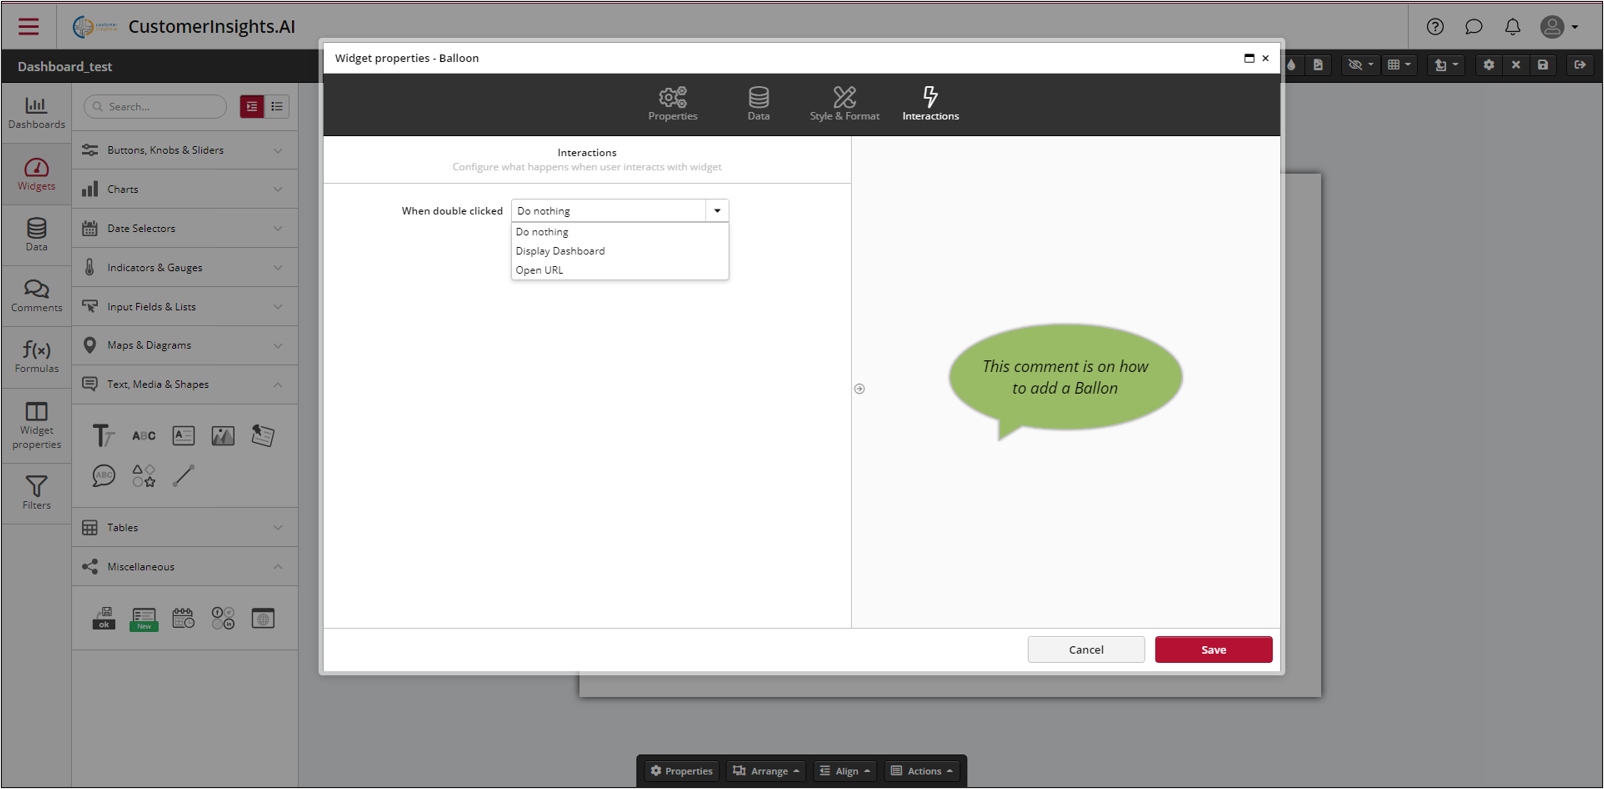 CustomerInsights.AI
Dashboard_test
Dashboards
Widgets
Data
Comments
Formulas
f(x)
Widget
properties
Filters
Search...
Buttons, Knobs & Sliders
Charts
Date Selectors
Indicators & Gauges
Input Fields & Lists
Maps & Diagrams
Text, Media & Shapes
ABC
ABC
Tables
Miscellaneous
ok
New
Widget properties - Balloon
Properties
Data
Style & Format
Interactions
Interactions
Configure what happens when user interacts with widget
When double clicked
Do nothing
Do nothing
Display Dashboard
Open URL
This comment is on how
to add a Ballon
Cancel
Save
Properties
Arrange
Align
Actions